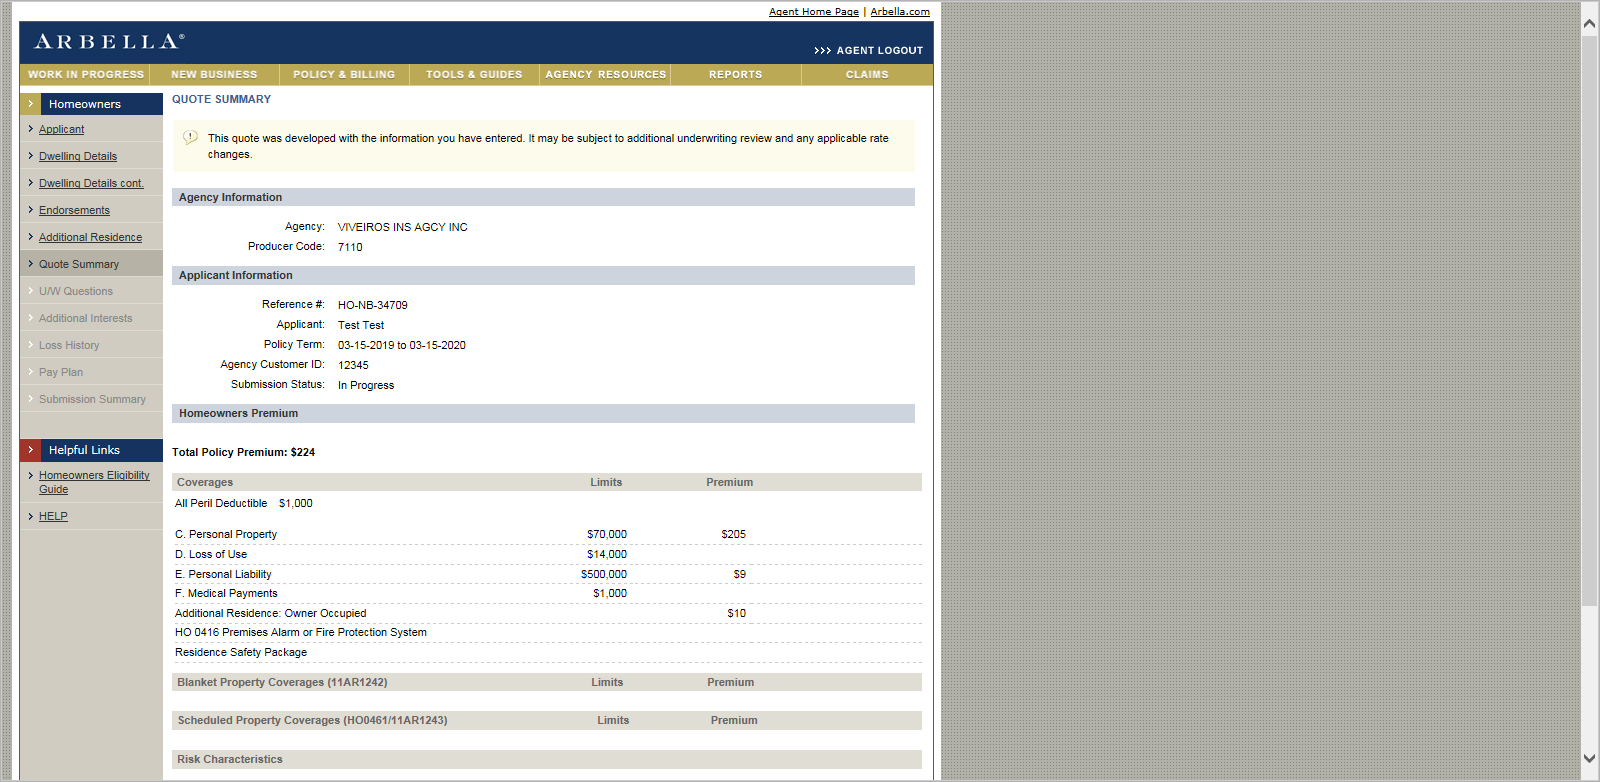 Agent Home Page | Arbella.com
ARBELLA®
>>> AGENT LOGOUT
WORK IN PROGRESS NEW BUSINESS POLICY & BILLING TOOLS & GUIDES AGENCY RESOURCES REPORTS CLAIMS
Homeowners
Applicant
Dwelling Details
Dwelling Details cont.
Endorsements
Additional Residence
Quote Summary
U/W Questions
Additional Interests
Loss History
Pay Plan
Submission Summary
Helpful Links
Homeowners Eligibility
Guide
HELP
QUOTE SUMMARY
This quote was developed with the information you have entered. It may be subject to additional underwriting review and any applicable rate
changes.
Agency Information
Agency: VIVEIROS INS AGCY INC
Producer Code: 7110
Applicant Information
Reference #: HO-NB-34709
Applicant: Test Test
Policy Term: 03-15-2019 to 03-15-2020
Agency Customer ID: 12345
Submission Status: In Progress
Homeowners Premium
Total Policy Premium: $224
Coverages Limits Premium
All Peril Deductible $1,000
C. Personal Property $70,000 $205
D. Loss of Use $14,000
E. Personal Liability $500,000 $9
F. Medical Payments $1,000
Additional Residence: Owner Occupied $10
HO 0416 Premises Alarm or Fire Protection System
Residence Safety Package
Blanket Property Coverages (11AR1242) Limits Premium
Scheduled Property Coverages (HO0461/11AR1243) Limits Premium
Risk Characteristics